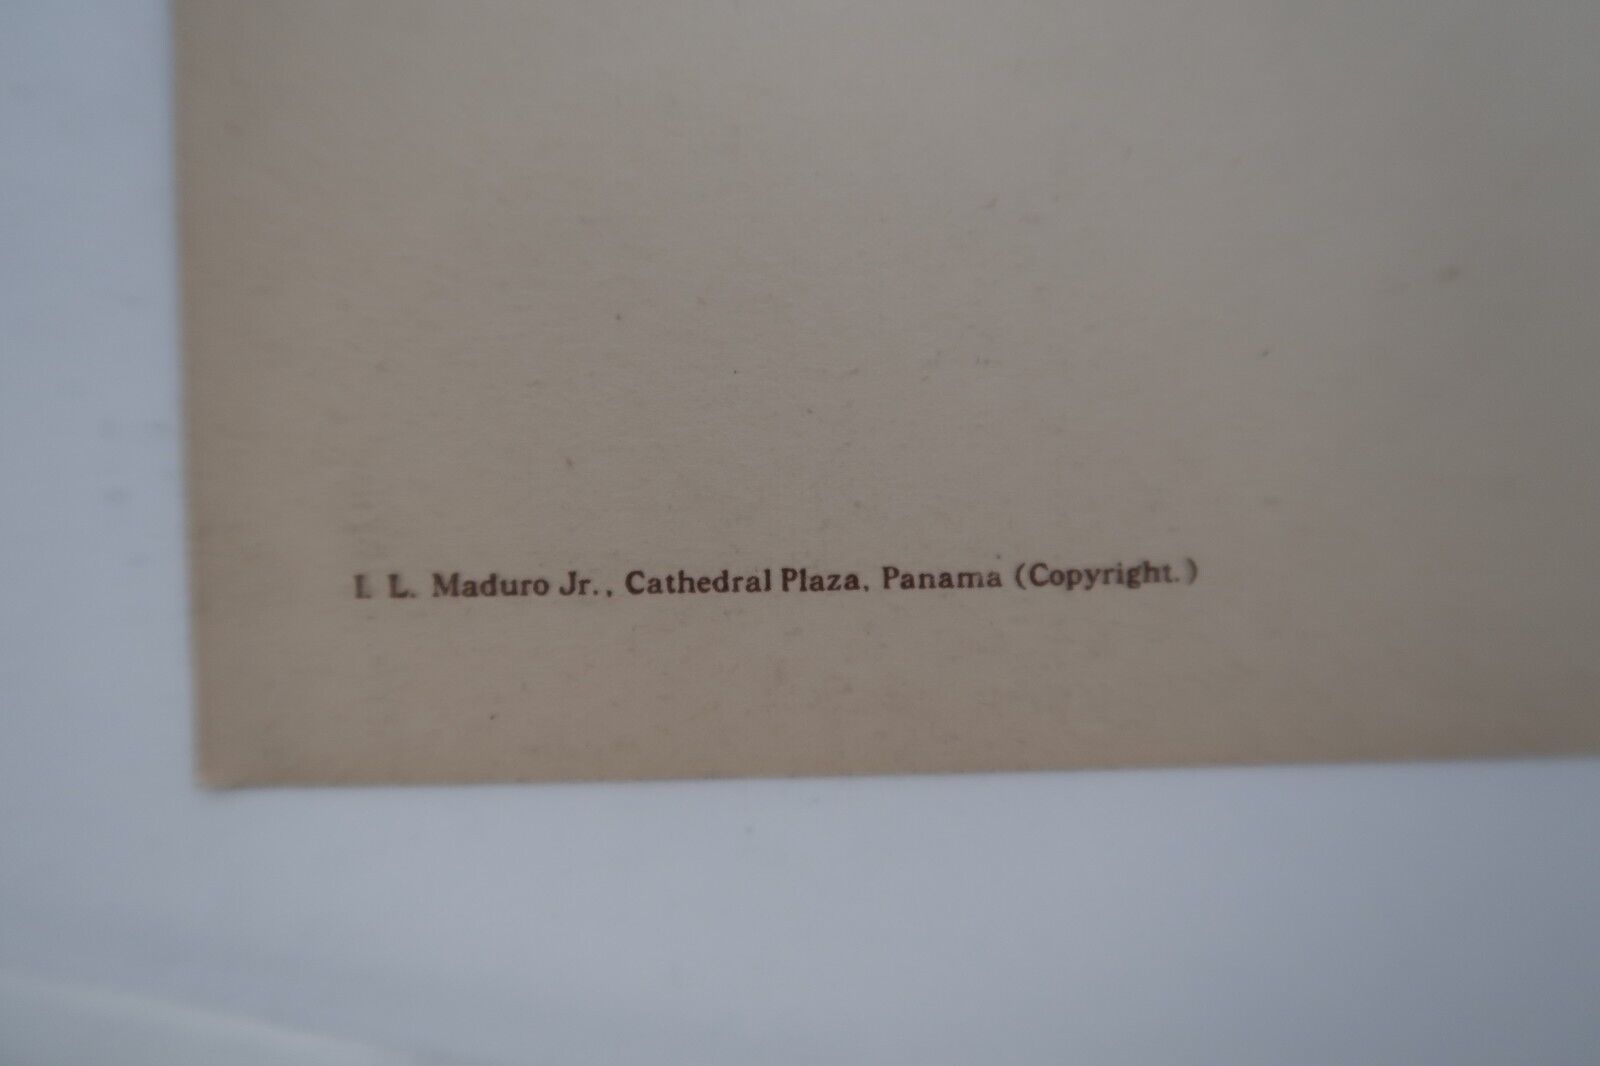 I. L. Maduro Jr., Cathedral Plaza, Panama (Copyright.)